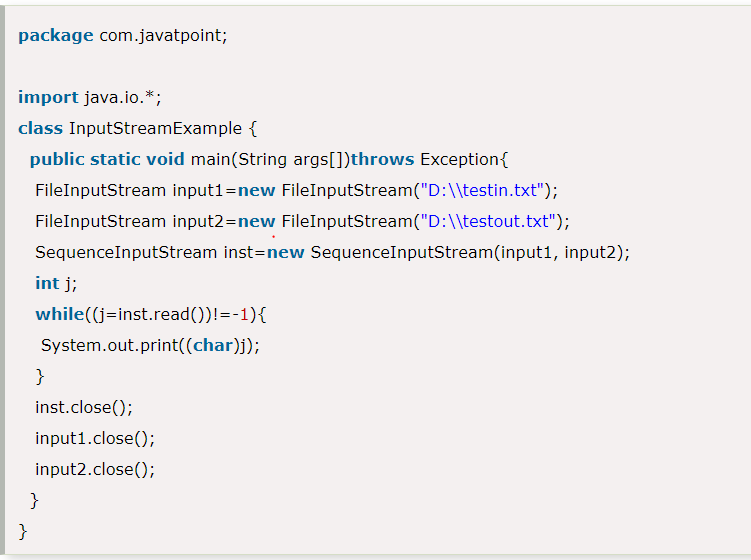 package com.javatpoint;
import java.io.*;
class InputStreamExample {
public static void main(String args[])throws Exception{
FileInputStream input1=new FileInputStream("D:\\testin.txt");
FileInputStream input2=new FileInputStream("D:\\testout.txt");
SequenceInputStream inst=new SequenceInputStream(input1, input2);
int j;
while((j=inst.read())!=-1){
System.out.print((char)j);
}
inst.close();
input1.close();
input2.close();
}
}